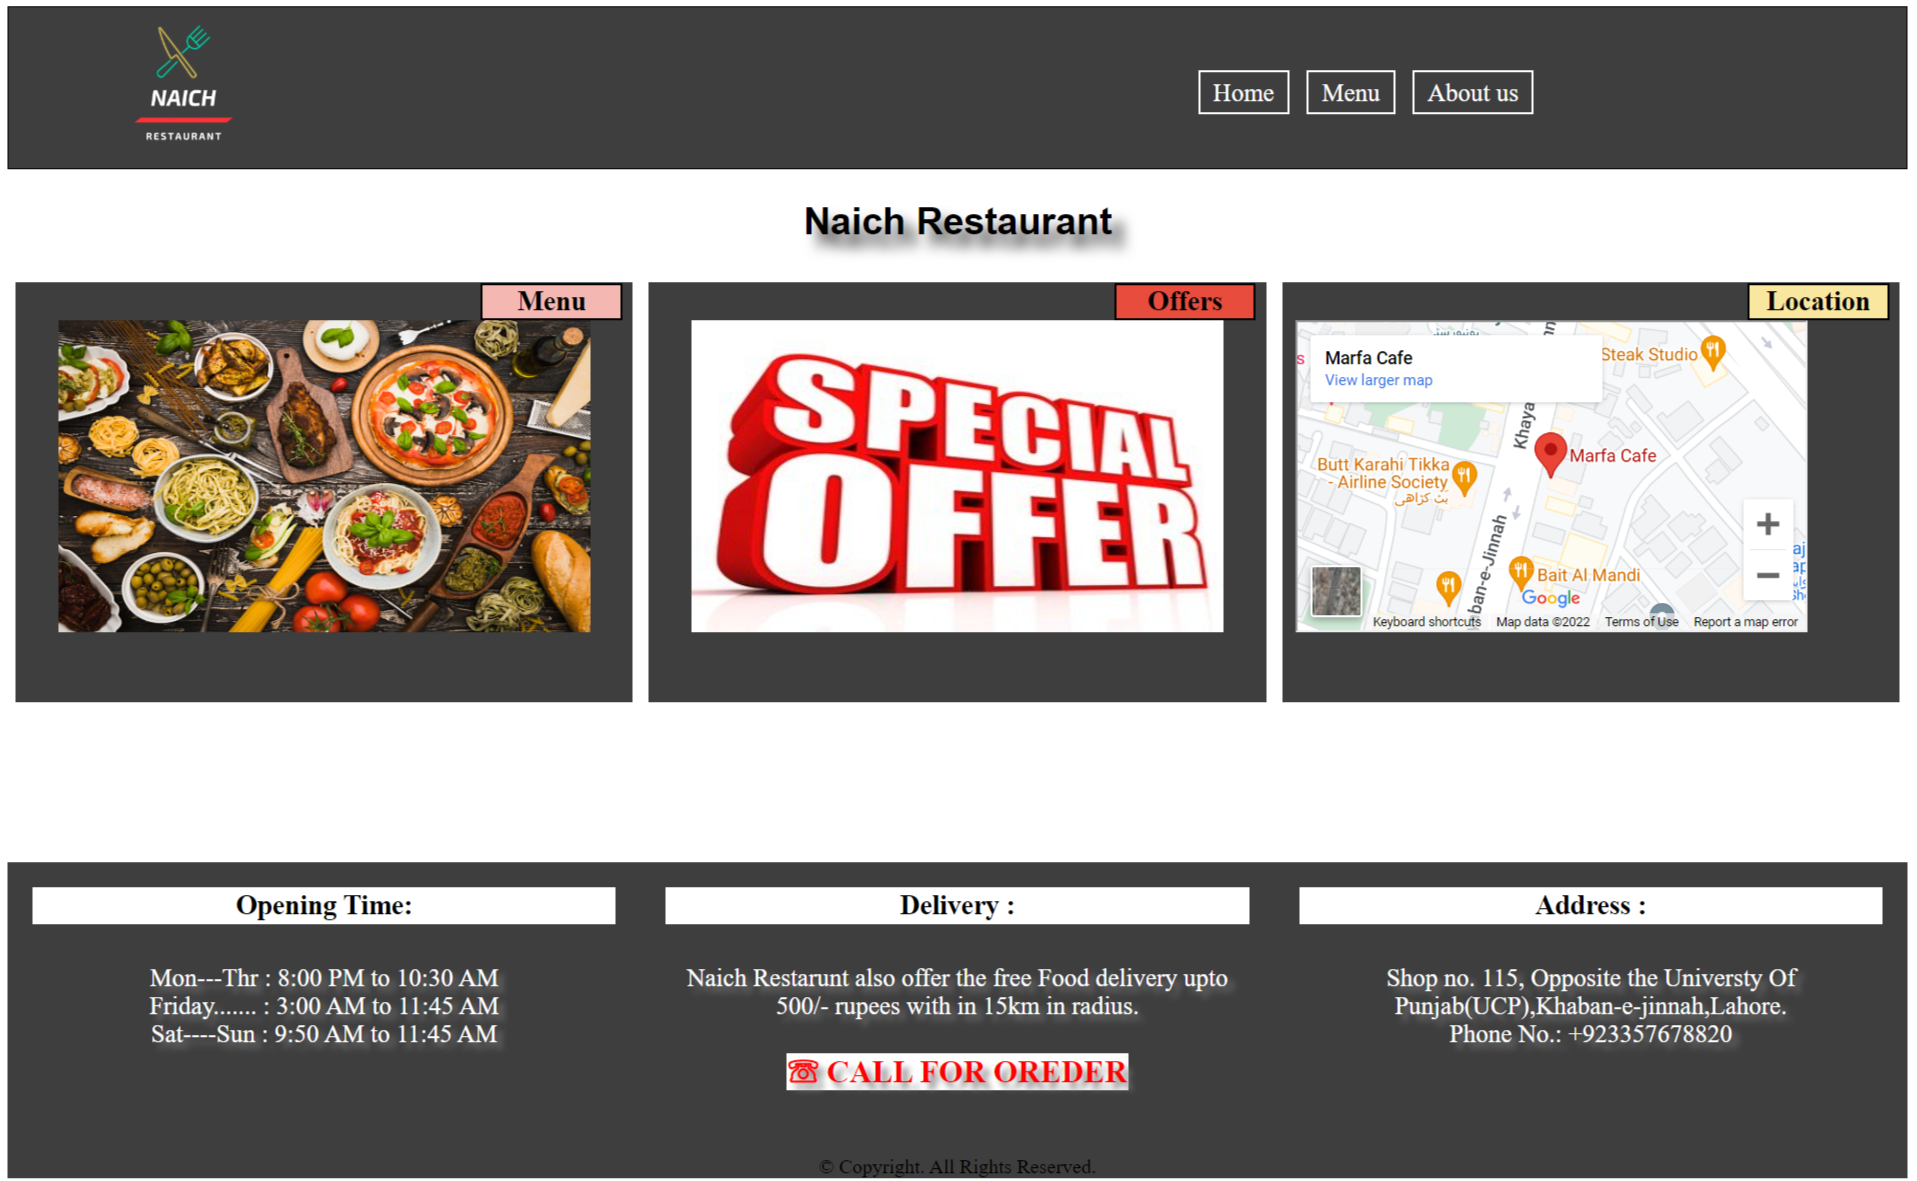 NAICH
RESTAURANT
Home
Menu
About us
Naich Restaurant
Menu
Offers
Location
SPECIAL
OFFER
Marfa Cafe
View larger map
Steak Studio
Khaya
Butt Karahi Tikka
- Airline Society
بٹ کڑاهی
Marfa Cafe
ban-e-Jinnah
Bait Al Mandi
Google
Keyboard shortcuts
Map data ©2022
Terms of Use
Report a map error
Opening Time:
Mon---Thr : 8:00 PM to 10:30 AM
Friday....... : 3:00 AM to 11:45 AM
Sat----Sun : 9:50 AM to 11:45 AM
Delivery :
Naich Restarunt also offer the free Food delivery upto
500/- rupees with in 15km in radius.
☏ CALL FOR OREDER
Address :
Shop no. 115, Opposite the Universty Of
Punjab(UCP),Khaban-e-jinnah,Lahore.
Phone No.: +923357678820
© Copyright. All Rights Reserved.